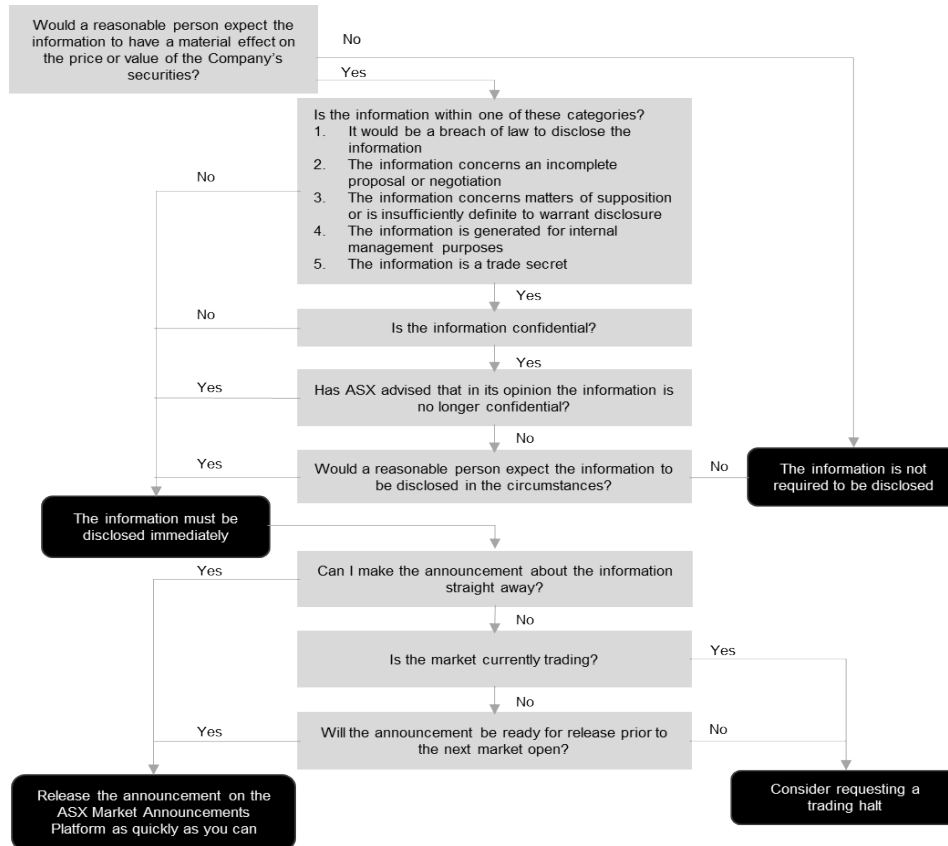 Would a reasonable person expect the
information to have a material effect on
the price or value of the Company's
securities?
No
Yes
Is the information within one of these categories?
1. It would be a breach of law to disclose the
information
2. The information concerns an incomplete
proposal or negotiation
3. The information concerns matters of supposition
or is insufficiently definite to warrant disclosure
4. The information is generated for internal
management purposes
5. The information is a trade secret
No
Yes
Is the information confidential?
No
Yes
Has ASX advised that in its opinion the information is
no longer confidential?
Yes
No
Would a reasonable person expect the information to
be disclosed in the circumstances?
Yes
No
The information is not
required to be disclosed
The information must be
disclosed immediately
Can I make the announcement about the information
straight away?
Yes
No
Is the market currently trading?
Yes
No
Will the announcement be ready for release prior to
the next market open?
Yes
No
Release the announcement on the
ASX Market Announcements
Platform as quickly as you can
Consider requesting a
trading halt